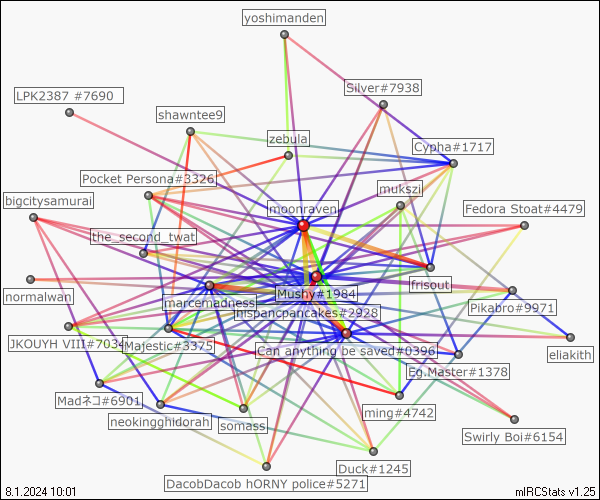 yoshimanden
LPK2387 #7690
Silver#7938
shawntee9
zebula
Cypha#1717
Pocket Persona#3326
mukszi
bigcitysamurai
moonraven
Fedora Stoat#4479
the_second_twat
frisout
marcernadness
Mushy#1984
normalwan
Pikabro#9971
mispancpancakes#2928
JKOUYH VIII#7034
Majestic#3375
Can anything be saved#0396
eliakith
Eg.Master#1378
Madネコ#6901
neokingghidorah
somass
ming#4742
Swirly Boi#6154
Duck#1245
DacobDacob hORNY police#5271
8.1.2024 10:01
mIRCStats v1.25